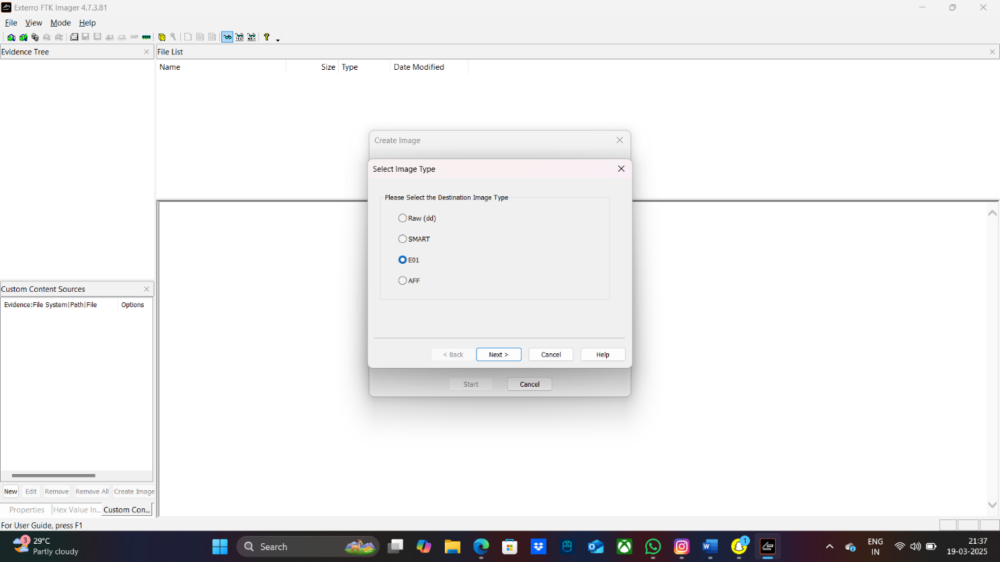 Exterro FTK Imager 4.7.3.81
File View Mode Help
TEXT HEX ?
Evidence Tree
File List
Name Size Type Date Modified
Create Image
Select Image Type
Please Select the Destination Image Type
Raw (dd)
SMART
E01
AFF
Custom Content Sources
Evidence:File System|Path|File Options
< Back Next > Cancel Help
Start Cancel
New Edit Remove Remove All Create Image
Properties Hex Value In... Custom Con...
For User Guide, press F1
3 29°C
Partly cloudy
Search
1
ENG
IN
21:37
19-03-2025